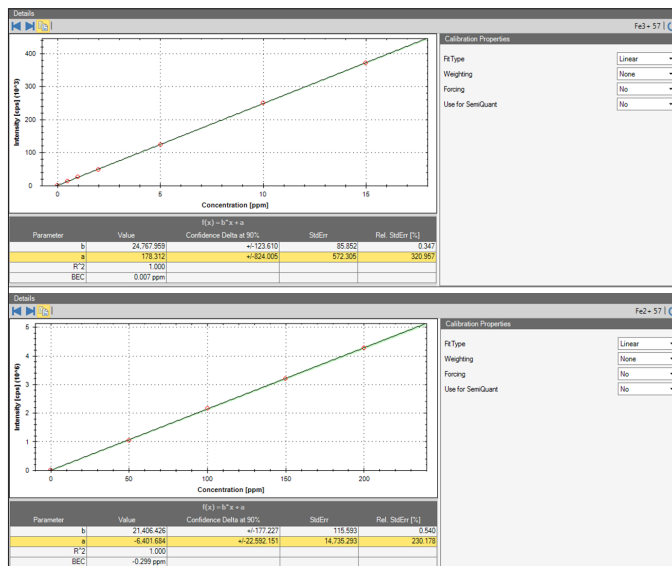 Details
Fe3+ 57 |
Intensity [cps] (10^3)
400
300
200
100
0
0 5 10 15
Concentration [ppm]
f(x) = b*x + a
Parameter Value Confidence Delta at 90% StdErr Rel. StdErr [%]
b 24,767.959 +/-123.610 85.852 0.347
a 178.312 +/-824.005 572.305 320.957
R^2 1.000
BEC 0.007 ppm
Calibration Properties
Fit Type Linear
Weighting None
Forcing No
Use for SemiQuant No
Details
Fe2+ 57 |
Intensity [cps] (10^6)
5
4
3
2
1
0
0 50 100 150 200
Concentration [ppm]
f(x) = b*x + a
Parameter Value Confidence Delta at 90% StdErr Rel. StdErr [%]
b 21,406.426 +/-177.227 115.593 0.540
a -6,401.684 +/-22,592.151 14,735.293 230.178
R^2 1.000
BEC -0.299 ppm
Calibration Properties
Fit Type Linear
Weighting None
Forcing No
Use for SemiQuant No